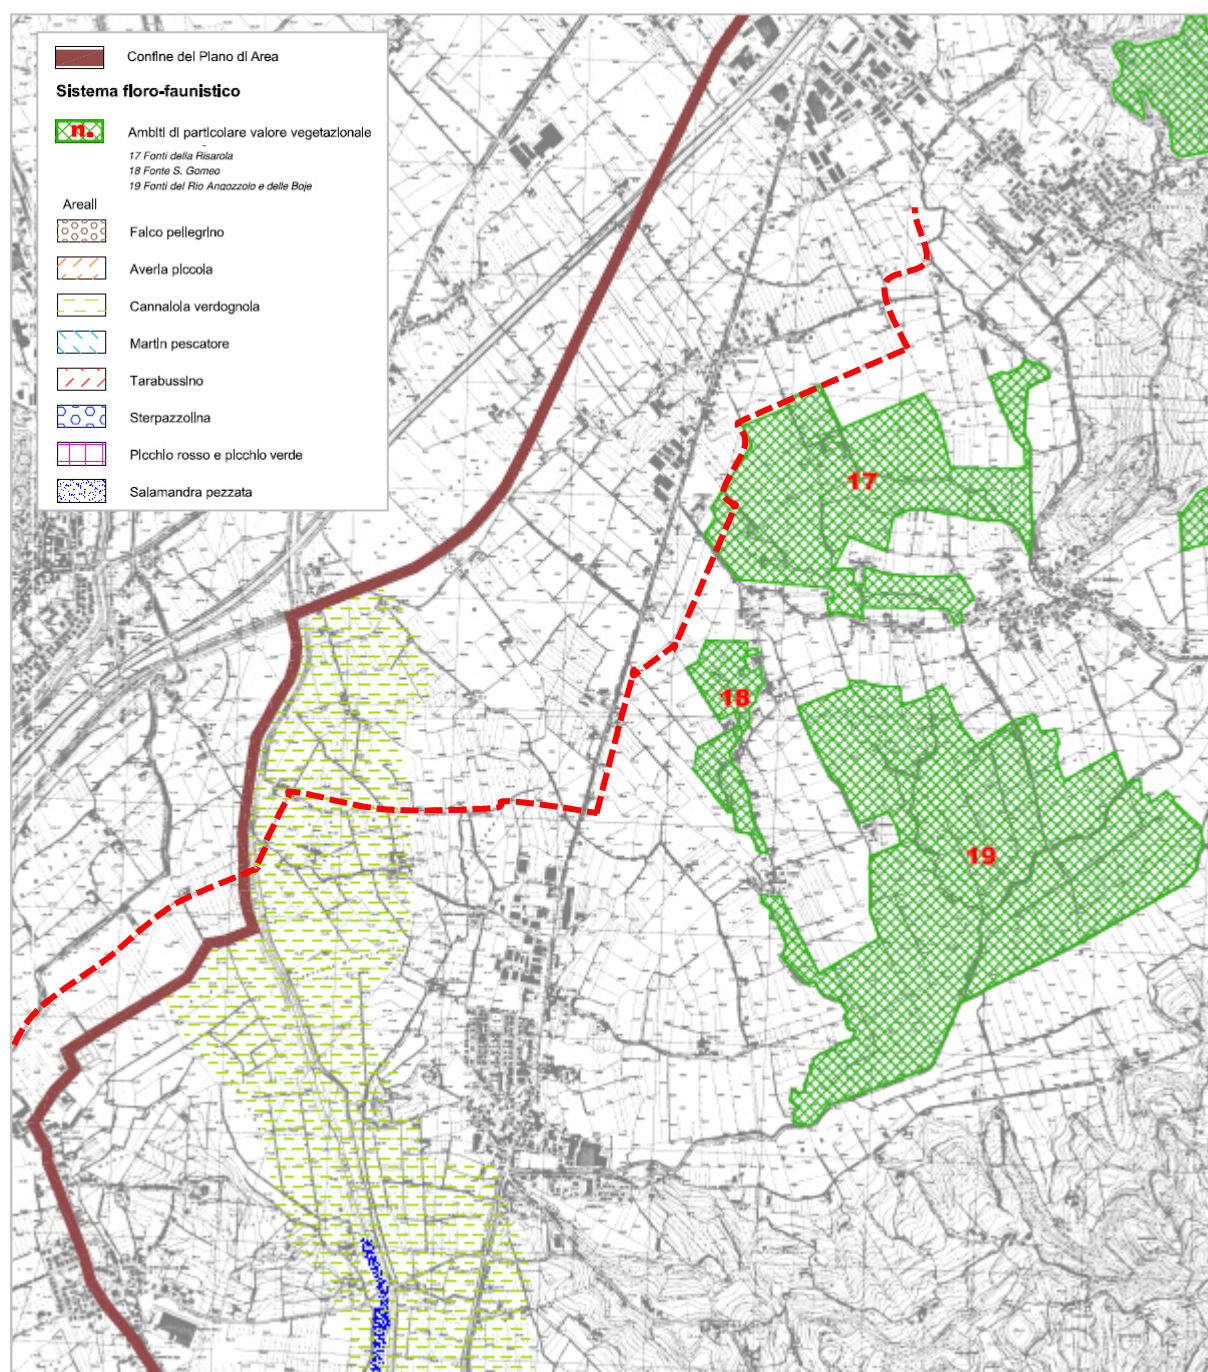 Confine del Piano di Area
Sistema floro-faunistico
n.
Ambiti di particolare valore vegetazionale
17 Fonti della Risarola
18 Fonte S. Gomeo
19 Fonti del Rio Angozzolo e delle Boje
Areali
Falco pellegrino
Averla piccola
Cannaiola verdognola
Martin pescatore
Tarabussino
Sterpazzolina
Picchio rosso e picchio verde
Salamandra pezzata
17
18
19